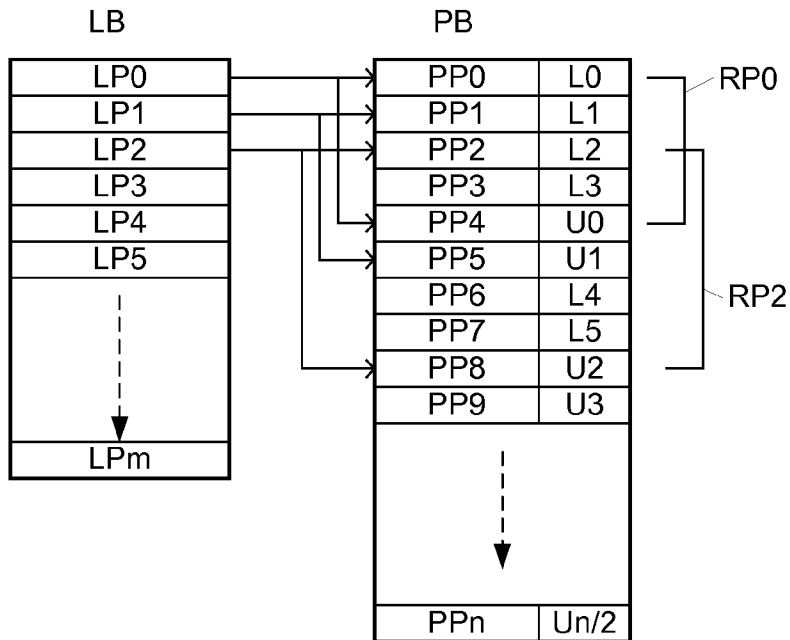 LB PB
LP0 PP0 L0 RP0
LP1 PP1 L1
LP2 PP2 L2
LP3 PP3 L3
LP4 PP4 U0
LP5 PP5 U1
PP6 L4 RP2
PP7 L5
PP8 U2
PP9 U3
LPm
PPn Un/2